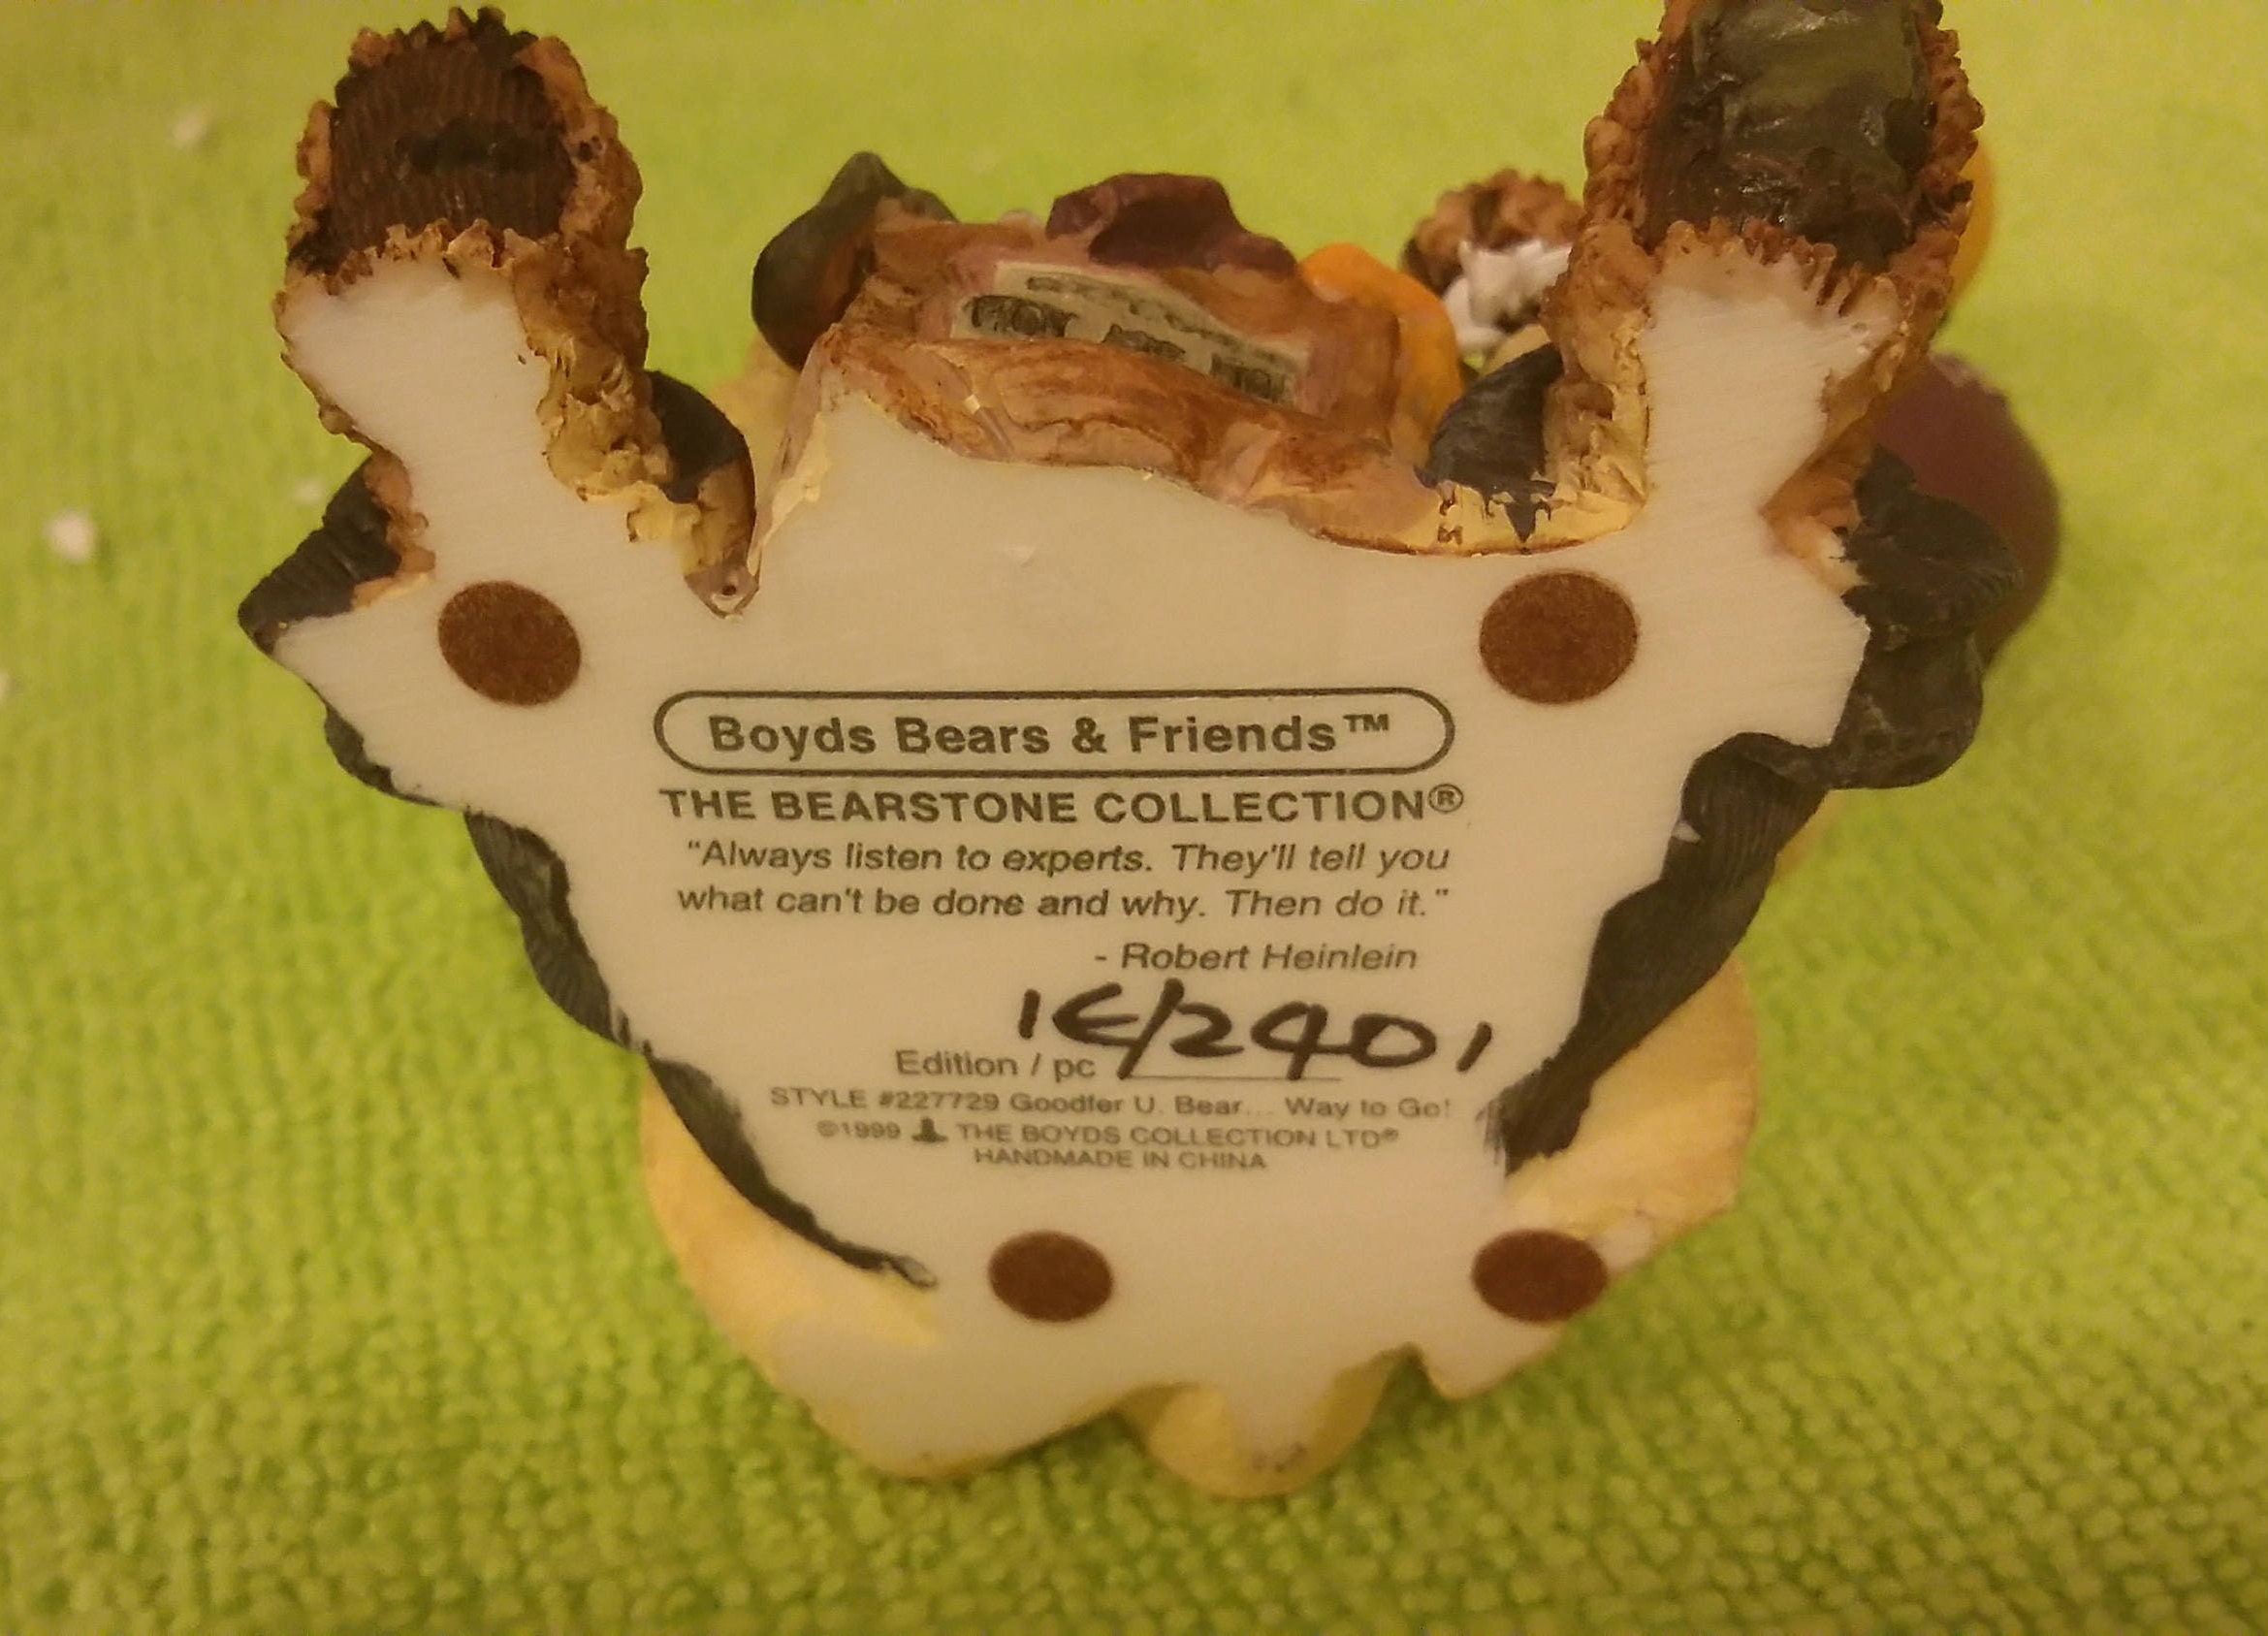 Boyds Bears & Friends™
THE BEARSTONE COLLECTION®
"Always listen to experts. They'll tell you
what can't be done and why. Then do it."
- Robert Heinlein
1E/2401
Edition / pc
STYLE #227729 Goodfer U. Bear... Way to Go!
©1999 THE BOYDS COLLECTION LTD®
HANDMADE IN CHINA